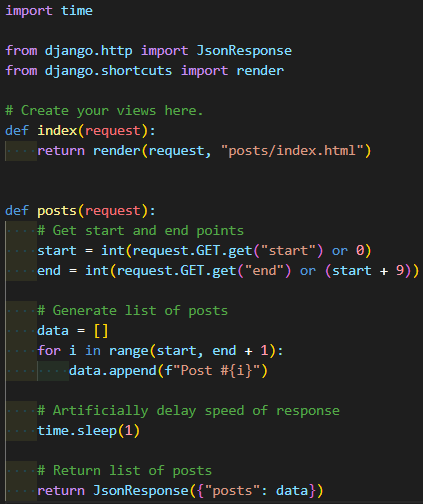 import time

from django.http import JsonResponse
from django.shortcuts import render

# Create your views here.
def index(request):
    return render(request, "posts/index.html")


def posts(request):
    # Get start and end points
    start = int(request.GET.get("start") or 0)
    end = int(request.GET.get("end") or (start + 9))

    # Generate list of posts
    data = []
    for i in range(start, end + 1):
        data.append(f"Post #{i}")

    # Artificially delay speed of response
    time.sleep(1)

    # Return list of posts
    return JsonResponse({"posts": data})